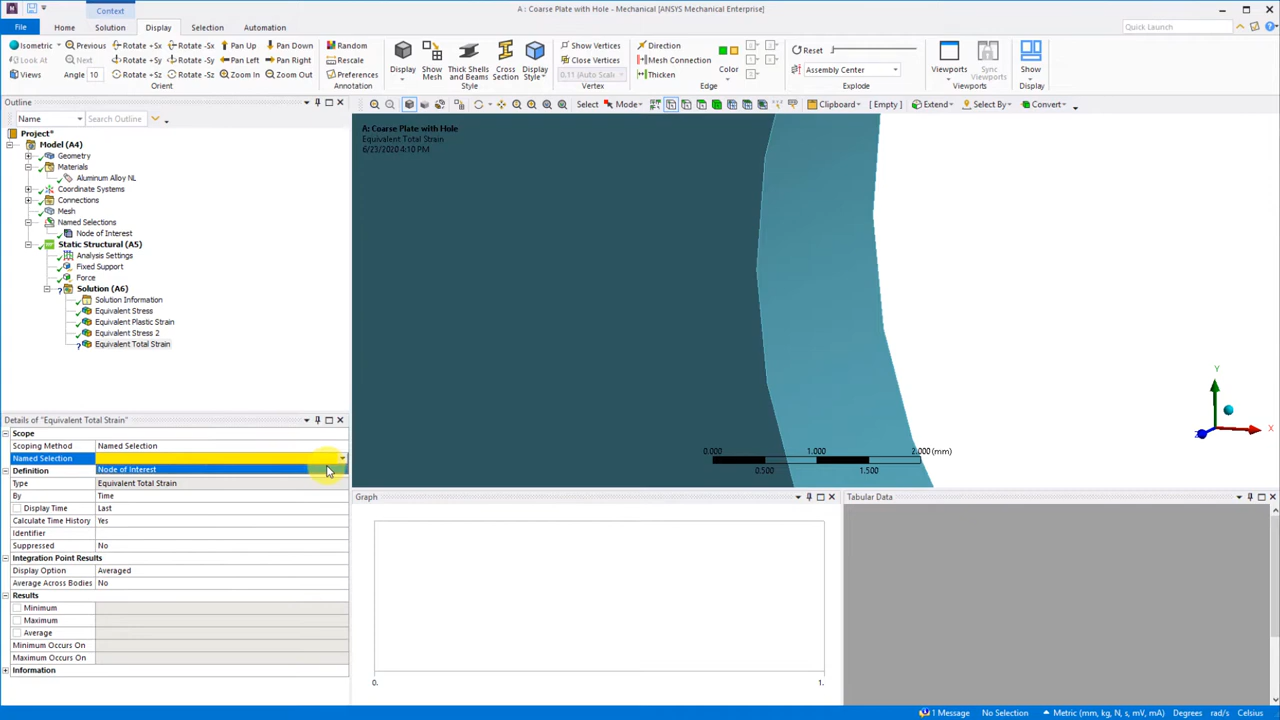 A : Coarse Plate with Hole - Mechanical [ANSYS Mechanical Enterprise]
Context
File Home Solution Display Selection Automation Quick Launch
Isometric Previous Rotate +Sx Rotate -Sx Pan Up Pan Down Random Show Vertices Direction Reset
Look At Next Rotate +Sy Rotate -Sy Pan Left Pan Right Rescale Close Vertices Mesh Connection Assembly Center
Views Angle 10 Rotate +Sz Rotate -Sz Zoom In Zoom Out Preferences 0.11 (Auto Scale) Thicken
Display Show Mesh Thick Shells and Beams Cross Section Display Style Color Viewports Sync Viewports Show
Orient Annotation Style Vertex Edge Explode Viewports Display
Outline
Select Mode Clipboard [ Empty ] Extend Select By Convert
Name Search Outline
Project*
Model (A4)
Geometry
Materials
Aluminum Alloy NL
Coordinate Systems
Connections
Mesh
Named Selections
Node of Interest
Static Structural (A5)
Analysis Settings
Fixed Support
Force
Solution (A6)
Solution Information
Equivalent Stress
Equivalent Plastic Strain
Equivalent Stress 2
Equivalent Total Strain
A: Coarse Plate with Hole
Equivalent Total Strain
6/23/2020 4:10 PM
Y
X
Z
0.000 1.000 2.000 (mm)
0.500 1.500
Details of "Equivalent Total Strain"
Scope
Scoping Method Named Selection
Named Selection
Node of Interest
Definition
Type Equivalent Total Strain
By Time
Display Time Last
Calculate Time History Yes
Identifier
Suppressed No
Integration Point Results
Display Option Averaged
Average Across Bodies No
Results
Minimum
Maximum
Average
Minimum Occurs On
Maximum Occurs On
Information
Graph
0. 1.
Tabular Data
1 Message No Selection Metric (mm, kg, N, s, mV, mA) Degrees rad/s Celsius